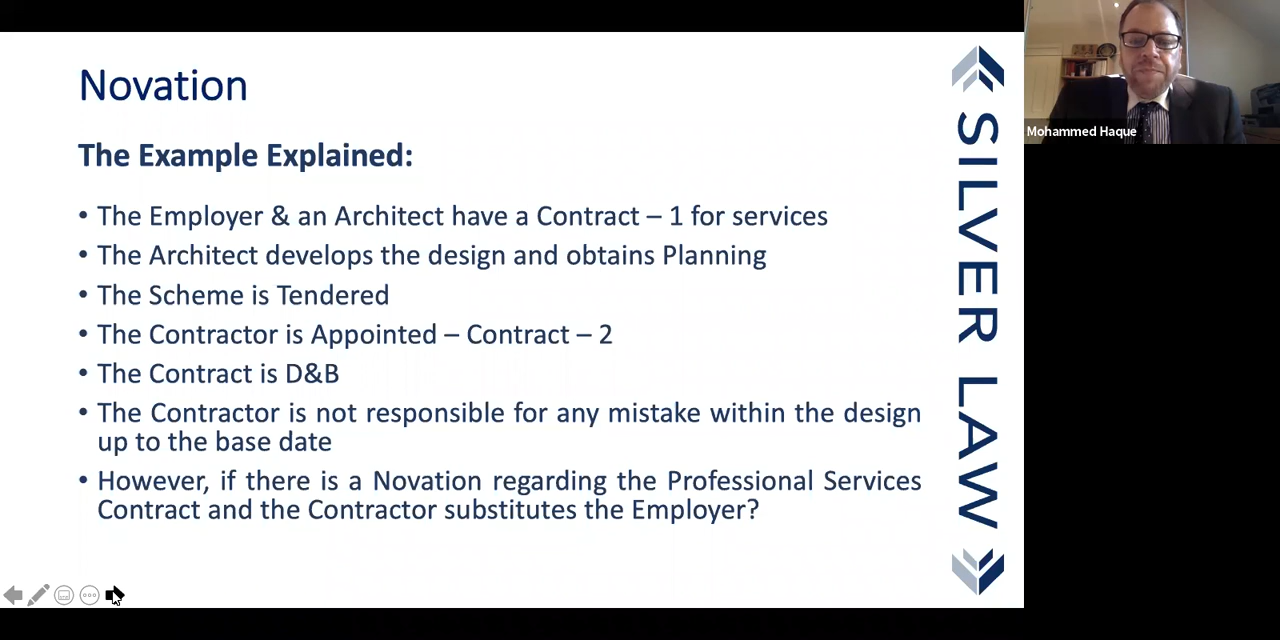 Novation
The Example Explained:
• The Employer & an Architect have a Contract – 1 for services
• The Architect develops the design and obtains Planning
• The Scheme is Tendered
• The Contractor is Appointed – Contract – 2
• The Contract is D&B
• The Contractor is not responsible for any mistake within the design
up to the base date
• However, if there is a Novation regarding the Professional Services
Contract and the Contractor substitutes the Employer?
SILVER LAW
Mohammed Haque